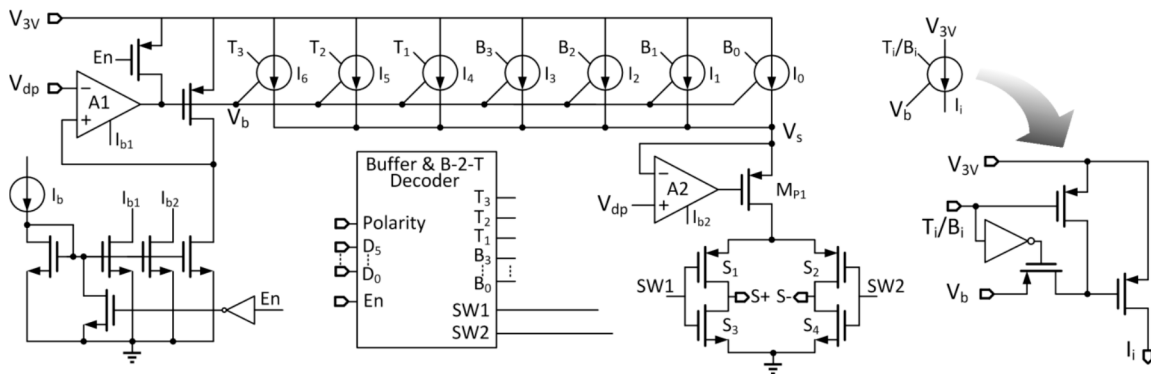 V3V
En
Vdp
A1
Ib1
Vb
T3
I6
T2
I5
T1
I4
B3
I3
B2
I2
B1
I1
B0
I0
Vs
Ib
Ib1
Ib2
En
Buffer & B-2-T
Decoder
Polarity
D5
D0
En
T3
T2
T1
B3
B0
SW1
SW2
A2
Vdp
Ib2
MP1
S1
S2
SW1
S+
S-
SW2
S3
S4
V3V
Ti/Bi
Vb
Ii
V3V
Ti/Bi
Vb
Ii